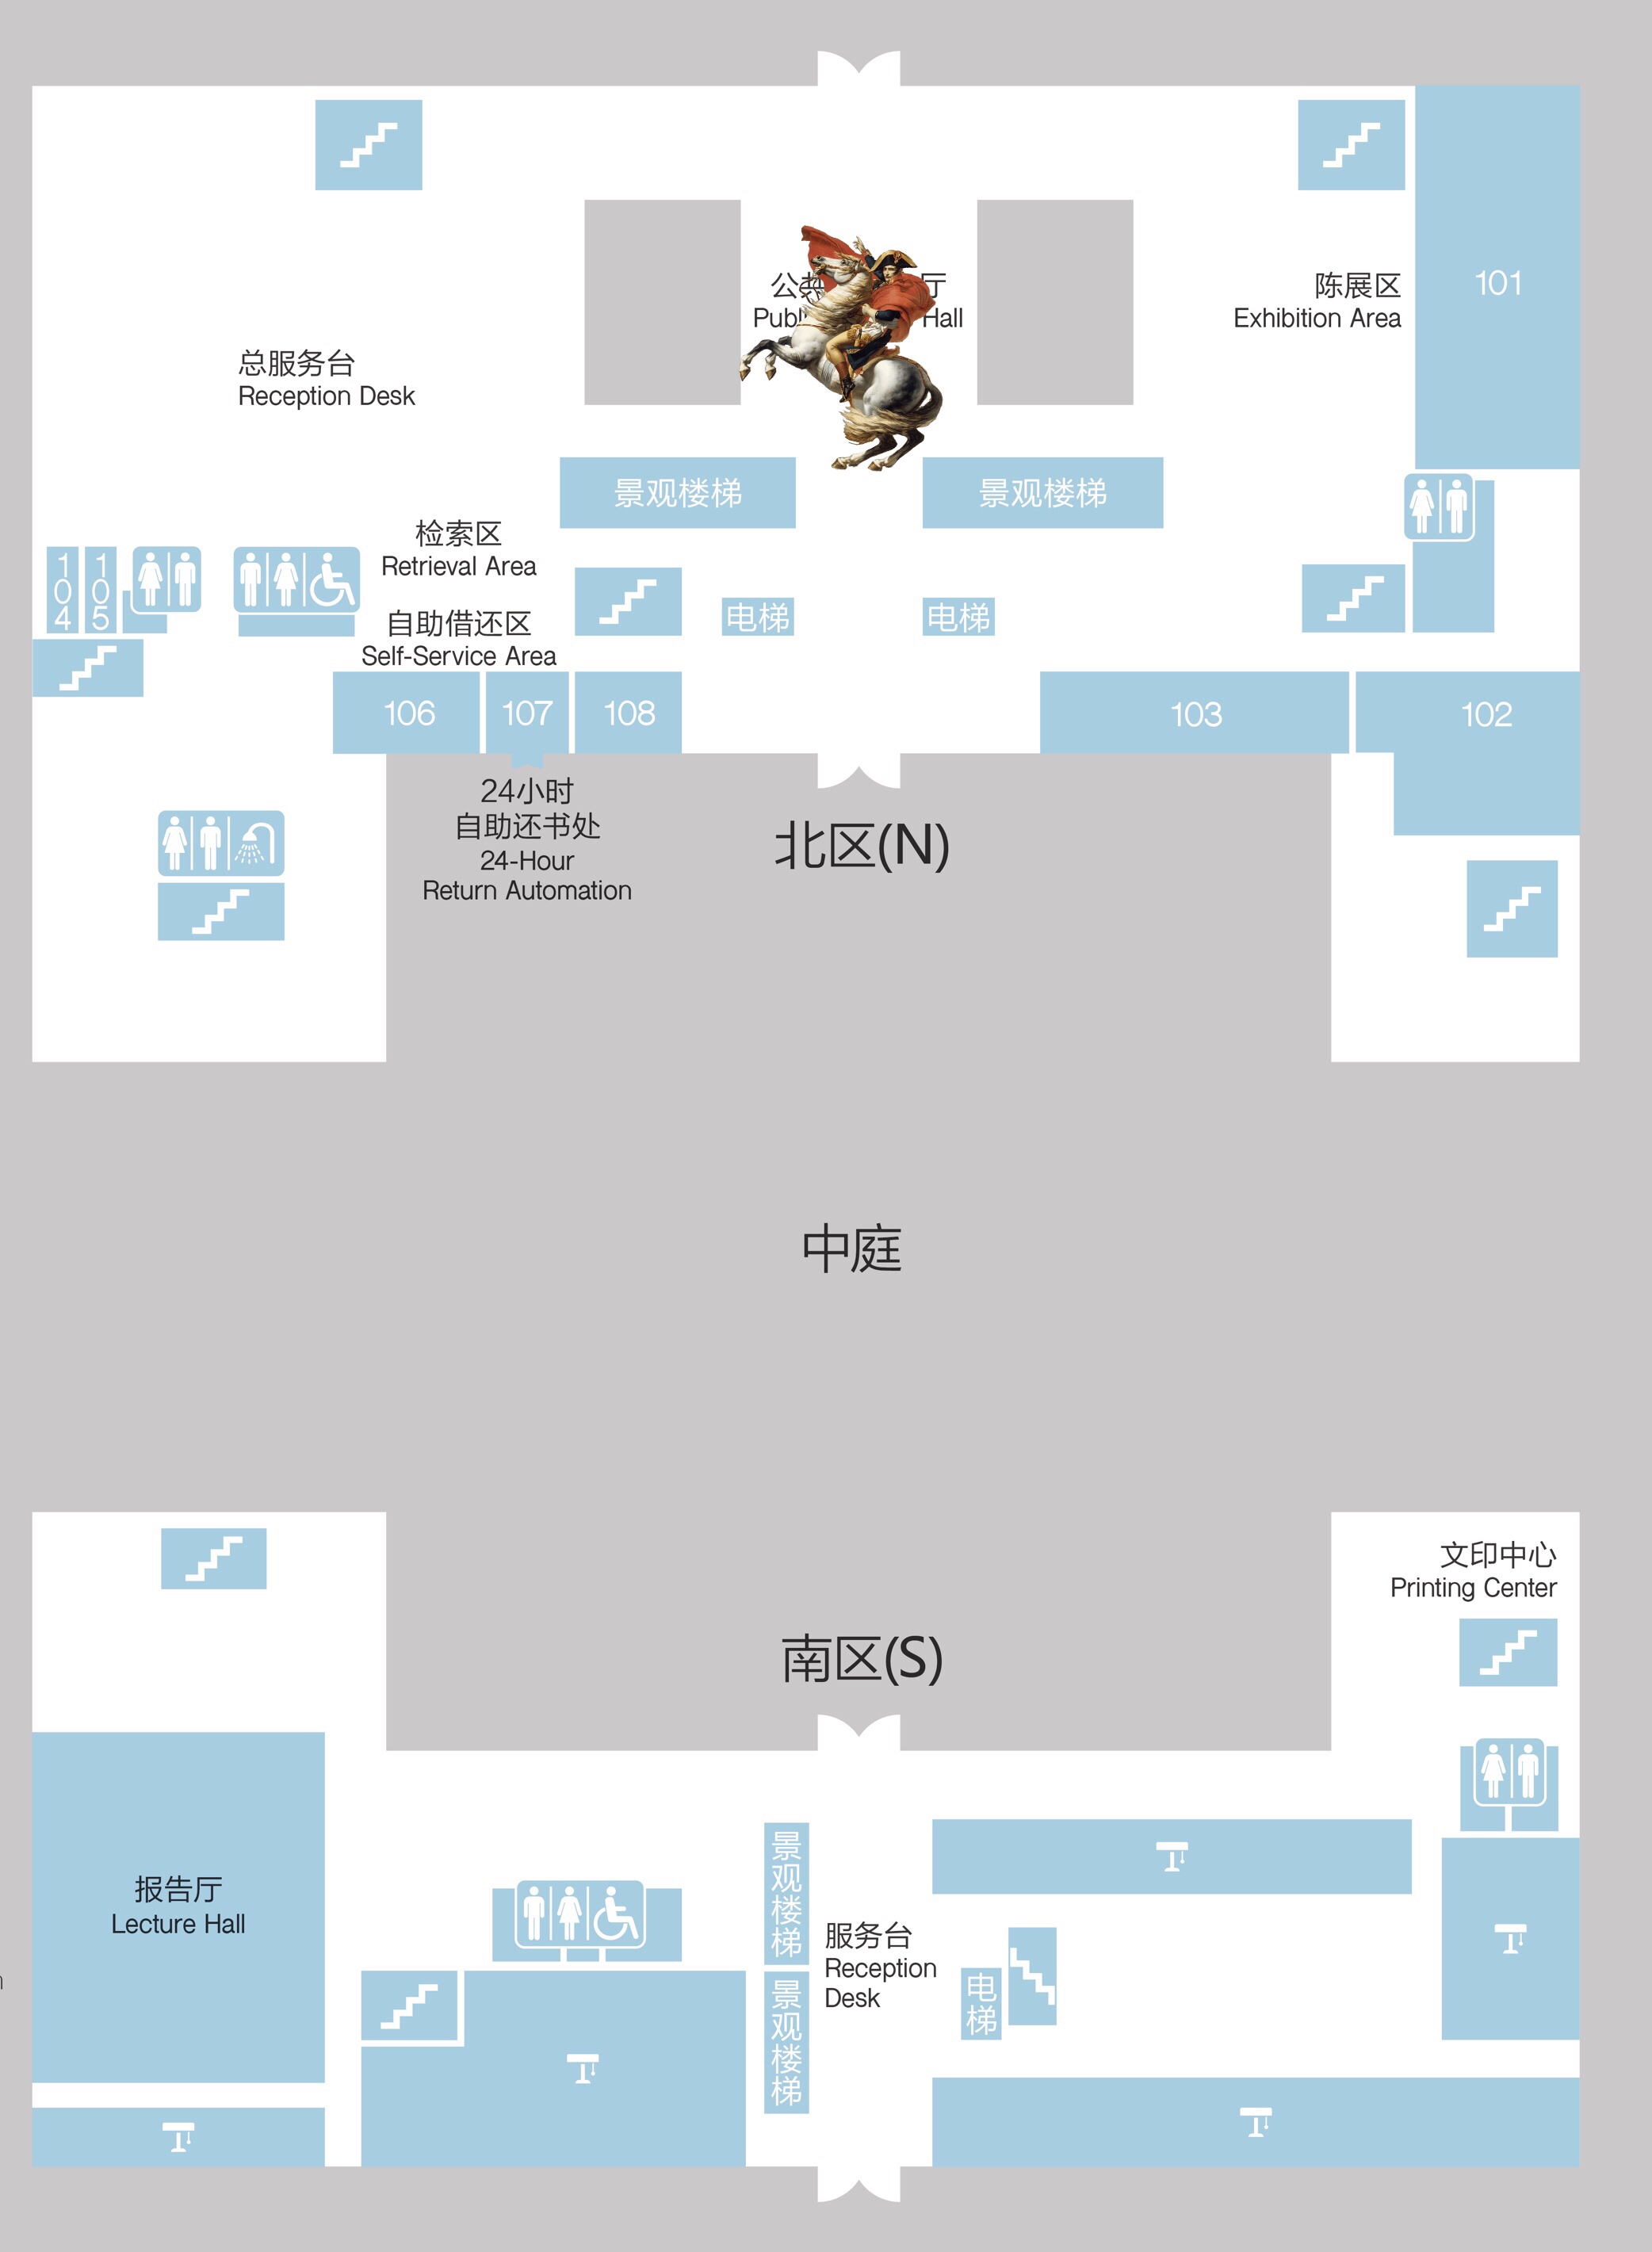 公共
厅
Publ
Hall
陈展区
Exhibition Area
101
总服务台
Reception Desk
景观楼梯
景观楼梯
检索区
Retrieval Area
104
105
自助借还区
Self-Service Area
电梯
电梯
106
107
108
103
102
24小时
自助还书处
24-Hour
Return Automation
北区(N)
中庭
文印中心
Printing Center
南区(S)
报告厅
Lecture Hall
景观楼梯
服务台
Reception
Desk
景观楼梯
电梯